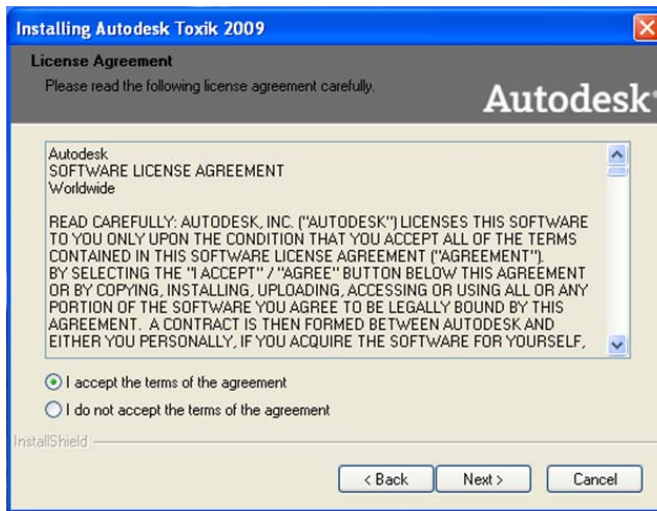 Installing Autodesk Toxik 2009
License Agreement
Please read the following license agreement carefully.
Autodesk
Autodesk
SOFTWARE LICENSE AGREEMENT
Worldwide
READ CAREFULLY: AUTODESK, INC. ("AUTODESK") LICENSES THIS SOFTWARE
TO YOU ONLY UPON THE CONDITION THAT YOU ACCEPT ALL OF THE TERMS
CONTAINED IN THIS SOFTWARE LICENSE AGREEMENT ("AGREEMENT").
BY SELECTING THE "I ACCEPT" / "AGREE" BUTTON BELOW THIS AGREEMENT
OR BY COPYING, INSTALLING, UPLOADING, ACCESSING OR USING ALL OR ANY
PORTION OF THE SOFTWARE YOU AGREE TO BE LEGALLY BOUND BY THIS
AGREEMENT. A CONTRACT IS THEN FORMED BETWEEN AUTODESK AND
EITHER YOU PERSONALLY, IF YOU ACQUIRE THE SOFTWARE FOR YOURSELF,
I accept the terms of the agreement
I do not accept the terms of the agreement
InstallShield
< Back Next > Cancel